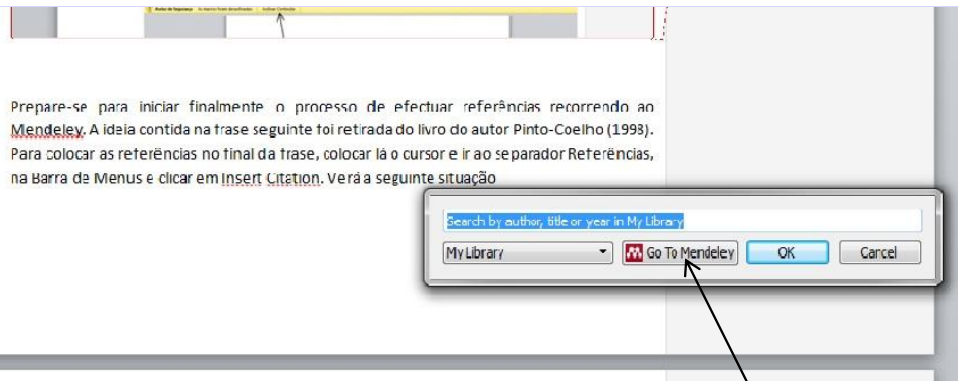 Prepare-se para iniciar finalmente o processo de efectuar referências recorrendo ao
Mendeley. A ideia contida na frase seguinte foi retirada do livro do autor Pinto-Coelho (1998).
Para colocar as referências no final da frase, colocar lá o cursor e ir ao separador Referências,
na Barra de Menus e clicar em Insert Citation. Verá a seguinte situação
Search by author, title or year in My Library
My Library Go To Mendeley OK Cancel